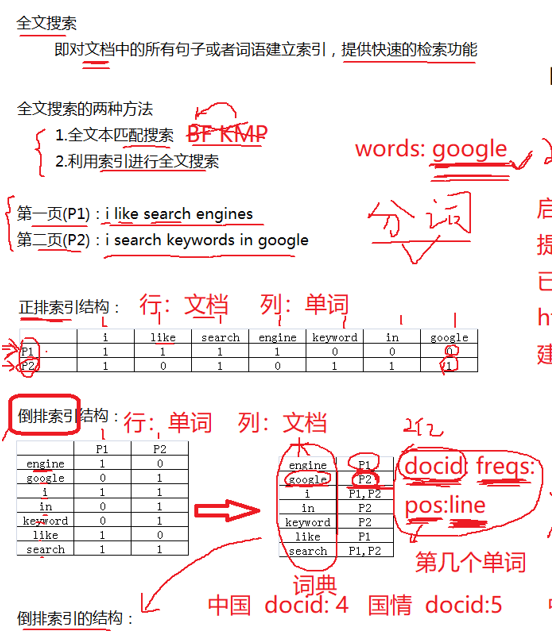 全文搜索
即对文档中的所有句子或者词语建立索引，提供快速的检索功能
全文搜索的两种方法
1.全文本匹配搜索 BF KMP
2.利用索引进行全文搜索
words: google
分词
第一页(P1)：i like search engines
第二页(P2)：i search keywords in google
启
提
已
ht
建
正排索引结构： 行：文档 列：单词
i like search engine keyword in google
P1 1 1 1 1 0 0 0
P2 1 0 1 0 1 1 1
倒排索引结构： 行：单词 列：文档
P1 P2
engine 1 0
google 0 1
i 1 1
in 0 1
keyword 0 1
like 1 0
search 1 1
engine P1
google P2
i P1,P2
in P2
keyword P2
like P1
search P1,P2
词典
docid: freqs:
pos:line
第几个单词
中国 docid: 4 国情 docid:5
倒排索引的结构：